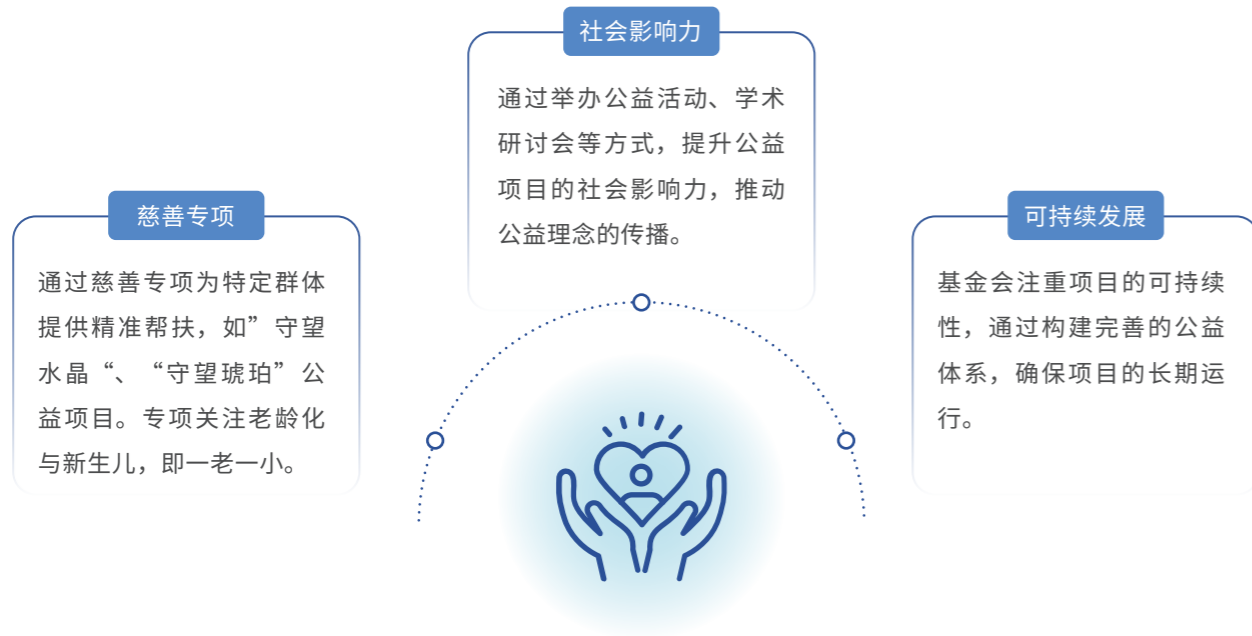 社会影响力
通过举办公益活动、学术
研讨会等方式，提升公益
项目的社会影响力，推动
公益理念的传播。
慈善专项
通过慈善专项为特定群体
提供精准帮扶，如”守望
水晶“、“守望琥珀”公
益项目。专项关注老龄化
与新生儿，即一老一小。
可持续发展
基金会注重项目的可持续
性，通过构建完善的公益
体系，确保项目的长期运
行。